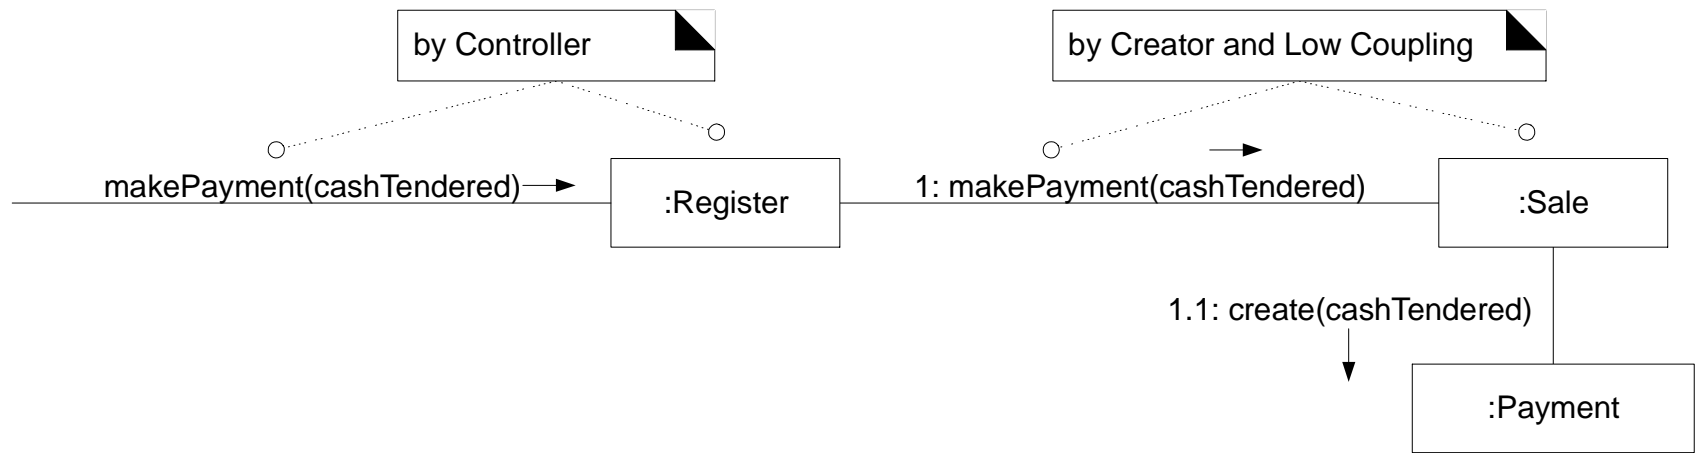 by Controller
by Creator and Low Coupling
makePayment(cashTendered)
:Register
1: makePayment(cashTendered)
:Sale
1.1: create(cashTendered)
:Payment